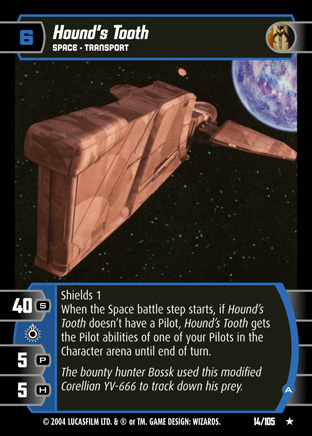 6
Hound's Tooth
SPACE - TRANSPORT
40 S
5 P
5 H
Shields 1
When the Space battle step starts, if Hound's
Tooth doesn't have a Pilot, Hound's Tooth gets
the Pilot abilities of one of your Pilots in the
Character arena until end of turn.
The bounty hunter Bossk used this modified
Corellian YV-666 to track down his prey.
A
© 2004 LUCASFILM LTD. & ® or TM. GAME DESIGN: WIZARDS.
14/105